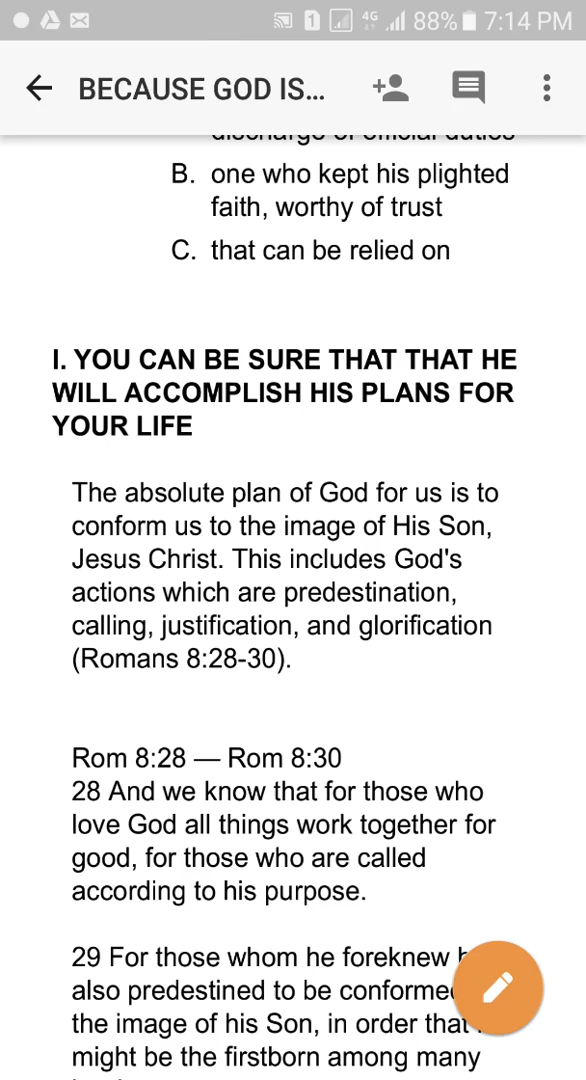 4G 88% 7:14 PM
BECAUSE GOD IS...
discharge of official duties
B. one who kept his plighted
faith, worthy of trust
C. that can be relied on
I. YOU CAN BE SURE THAT THAT HE
WILL ACCOMPLISH HIS PLANS FOR
YOUR LIFE
The absolute plan of God for us is to
conform us to the image of His Son,
Jesus Christ. This includes God's
actions which are predestination,
calling, justification, and glorification
(Romans 8:28-30).
Rom 8:28 — Rom 8:30
28 And we know that for those who
love God all things work together for
good, for those who are called
according to his purpose.
29 For those whom he foreknew
also predestined to be conformed
the image of his Son, in order that
might be the firstborn among many